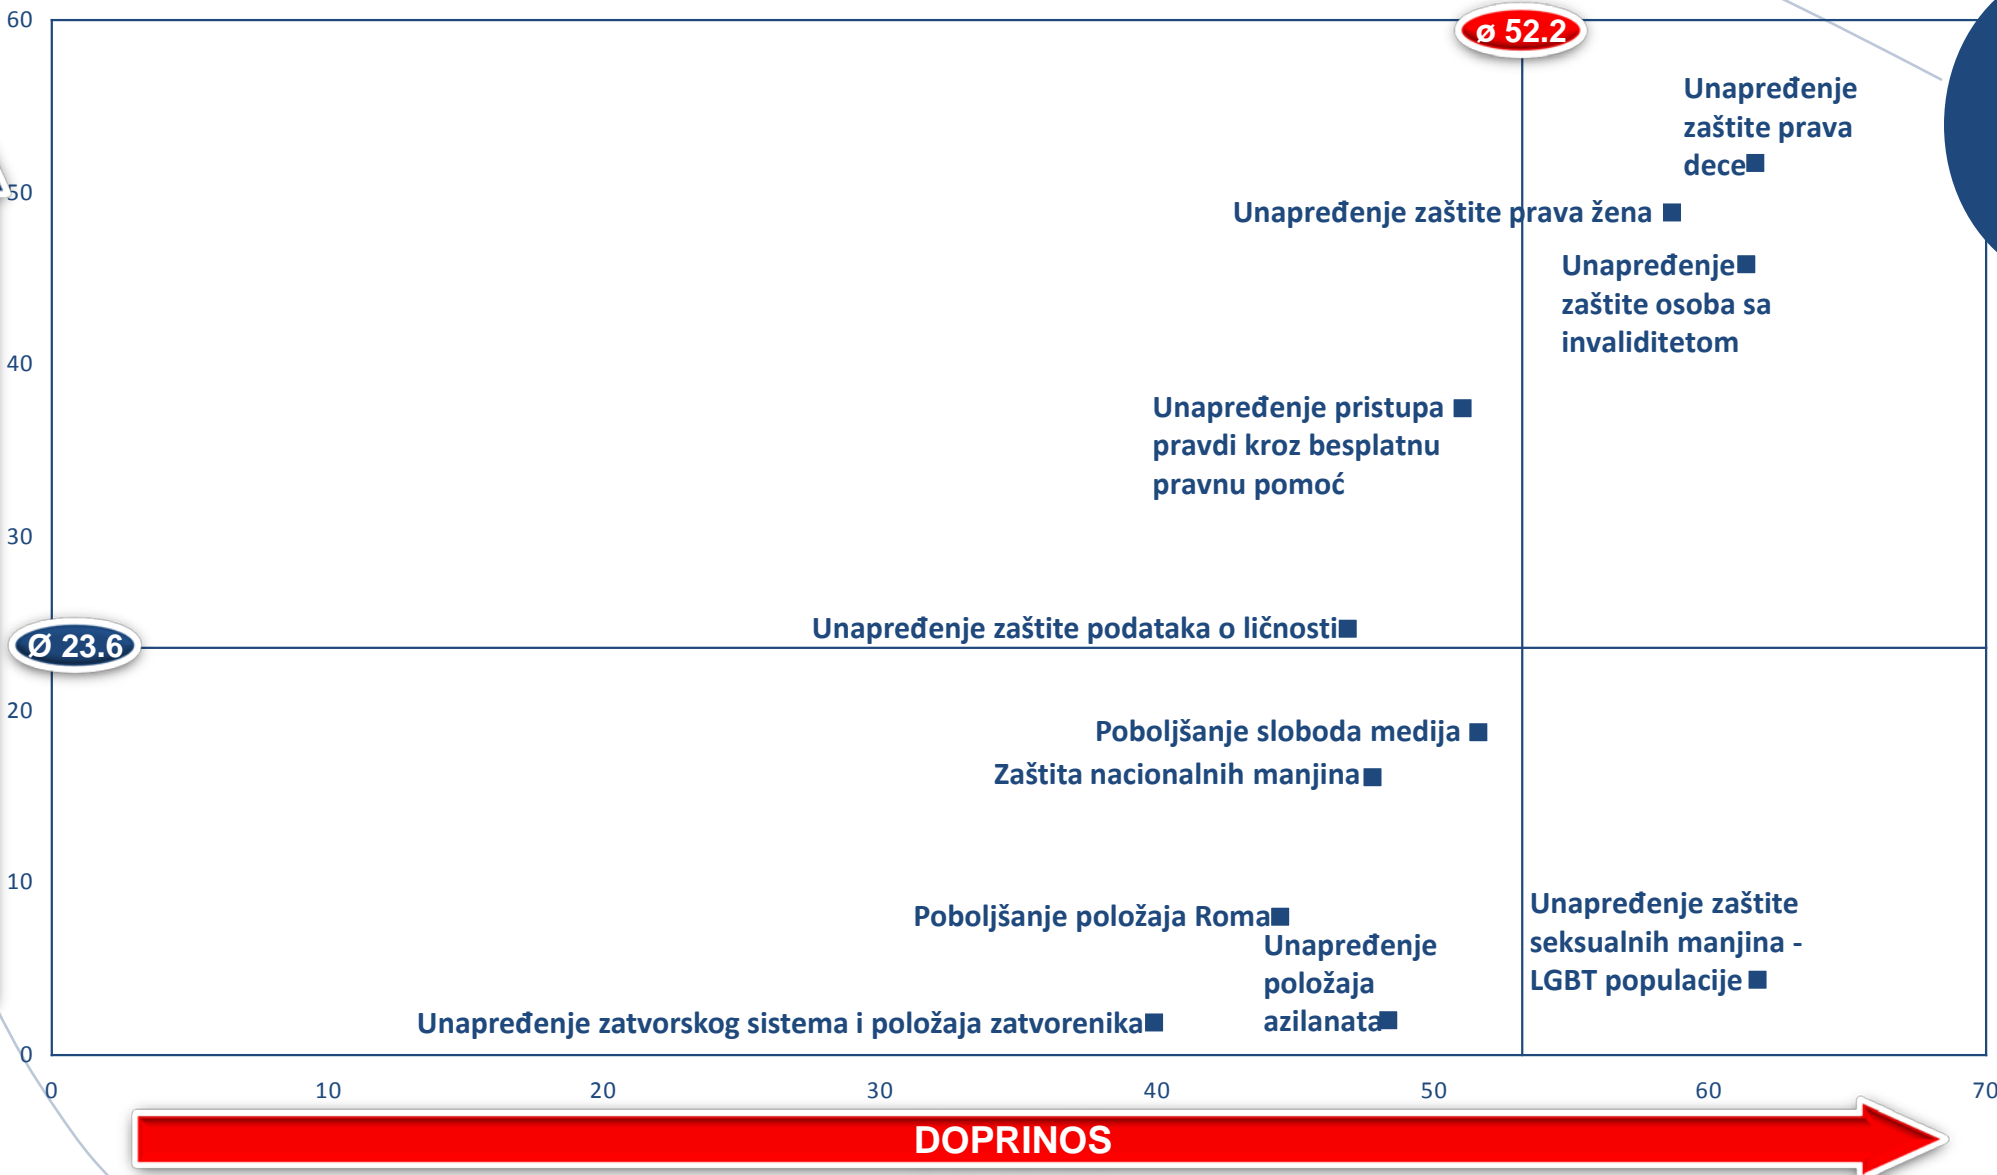 60
ø 52.2
Unapređenje
zaštite prava
dece
50
Unapređenje zaštite prava žena
Unapređenje
zaštite osoba sa
invaliditetom
40
Unapređenje pristupa
pravdi kroz besplatnu
pravnu pomoć
30
Unapređenje zaštite podataka o ličnosti
Ø 23.6
20
Poboljšanje sloboda medija
Zaštita nacionalnih manjina
10
Unapređenje zaštite
seksualnih manjina -
LGBT populacije
Poboljšanje položaja Roma
Unapređenje
položaja
azilanata
Unapređenje zatvorskog sistema i položaja zatvorenika
0
0 10 20 30 40 50 60 70
DOPRINOS